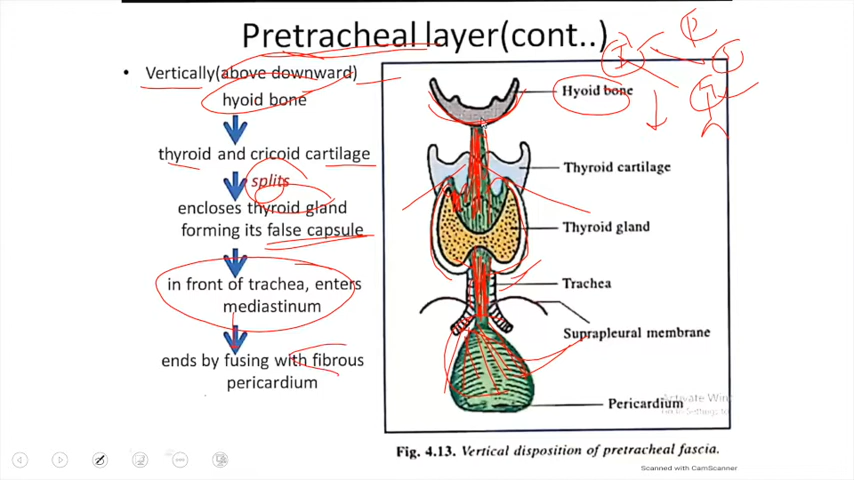 Pretracheal layer(cont..)
• Vertically(above downward)
hyoid bone
thyroid and cricoid cartilage
splits
encloses thyroid gland
forming its false capsule
in front of trachea, enters
mediastinum
ends by fusing with fibrous
pericardium
Hyoid bone
Thyroid cartilage
Thyroid gland
Trachea
Suprapleural membrane
Pericardium
Fig. 4.13. Vertical disposition of pretracheal fascia.
Scanned with CamScanner